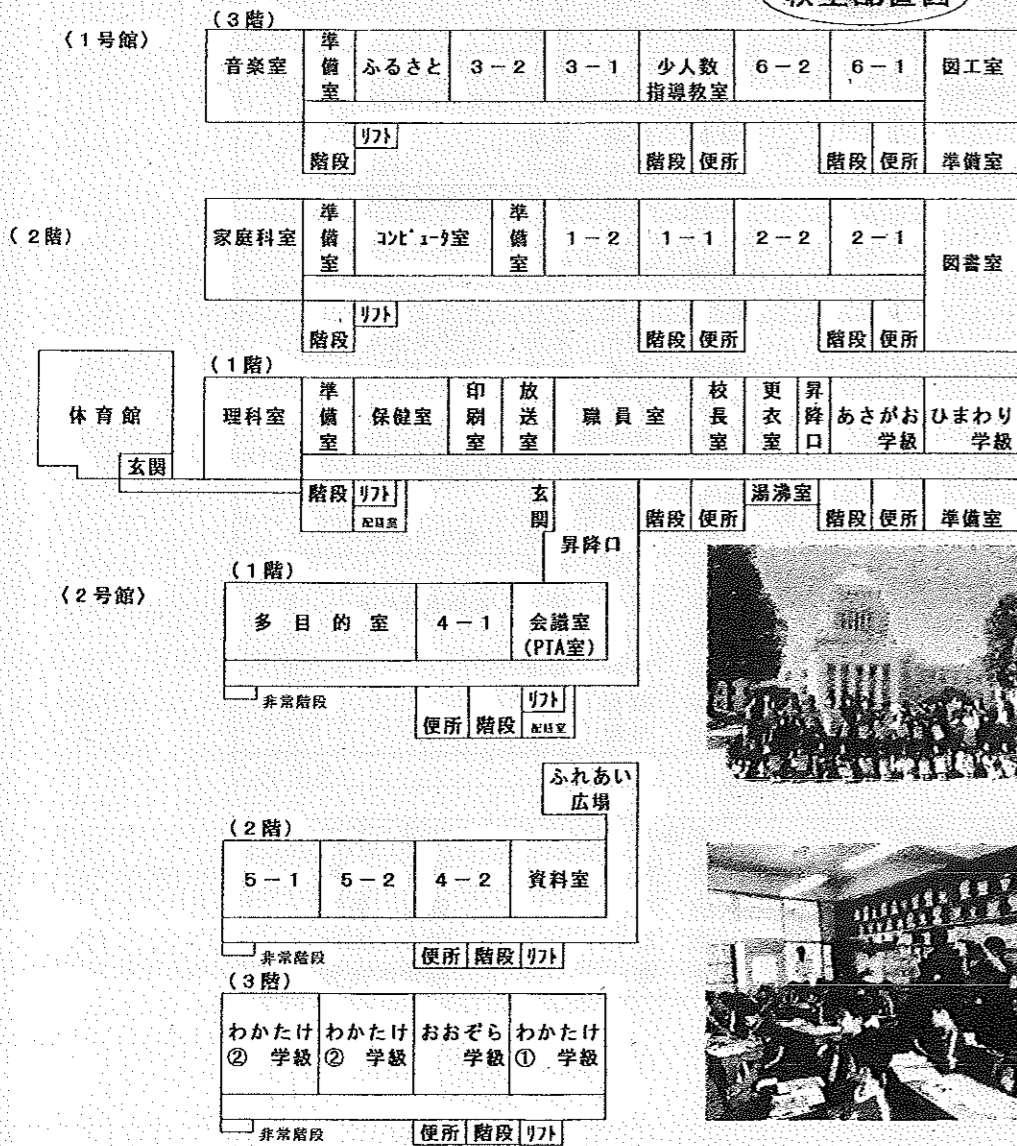 (3階)
〈1号館〉
音楽室 準備室 ふるさと 3－2 3－1 少人数指導教室 6－2 6－1 図工室
リフト
階段 階段 便所 階段 便所 準備室
(2階)
家庭科室 準備室 コンピュータ室 準備室 1－2 1－1 2－2 2－1 図書室
リフト
階段 階段 便所 階段 便所
(1階)
体育館 理科室 準備室 保健室 印刷室 放送室 職員室 校長室 更衣室 昇降口 あさがお学級 ひまわり学級
玄関
階段 リフト 玄関 階段 便所 湯沸室 階段 便所 準備室
昇降口
(1階)
〈2号館〉
多目的室 4－1 会議室(PTA室)
非常階段
便所 階段 リフト
ふれあい広場
(2階)
5－1 5－2 4－2 資料室
非常階段 便所 階段 リフト
(3階)
わかたけ② 学級 わかたけ② 学級 おおぞら学級 わかたけ① 学級
非常階段 便所 階段 リフト